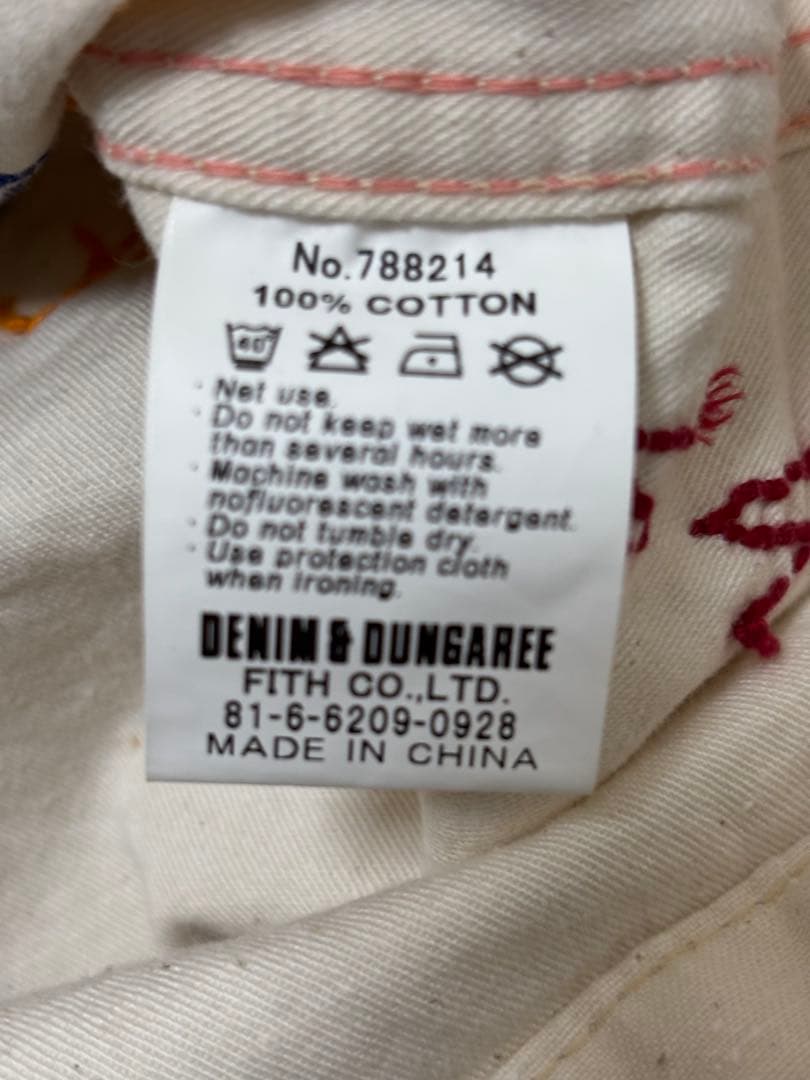 No.788214
100% COTTON
40
· Net use.
· Do not keep wet more
than several hours.
· Machine wash with
nofluorescent detergent.
· Do not tumble dry.
· Use protection cloth
when ironing.
DENIM & DUNGAREE
FITH CO.,LTD.
81-6-6209-0928
MADE IN CHINA